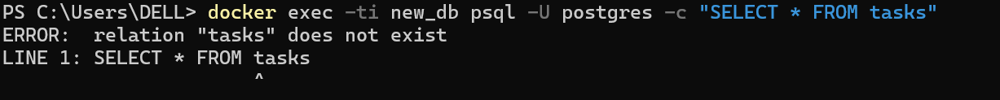 PS C:\Users\DELL> docker exec -ti new_db psql -U postgres -c "SELECT * FROM tasks"
ERROR:  relation "tasks" does not exist
LINE 1: SELECT * FROM tasks
                      ^